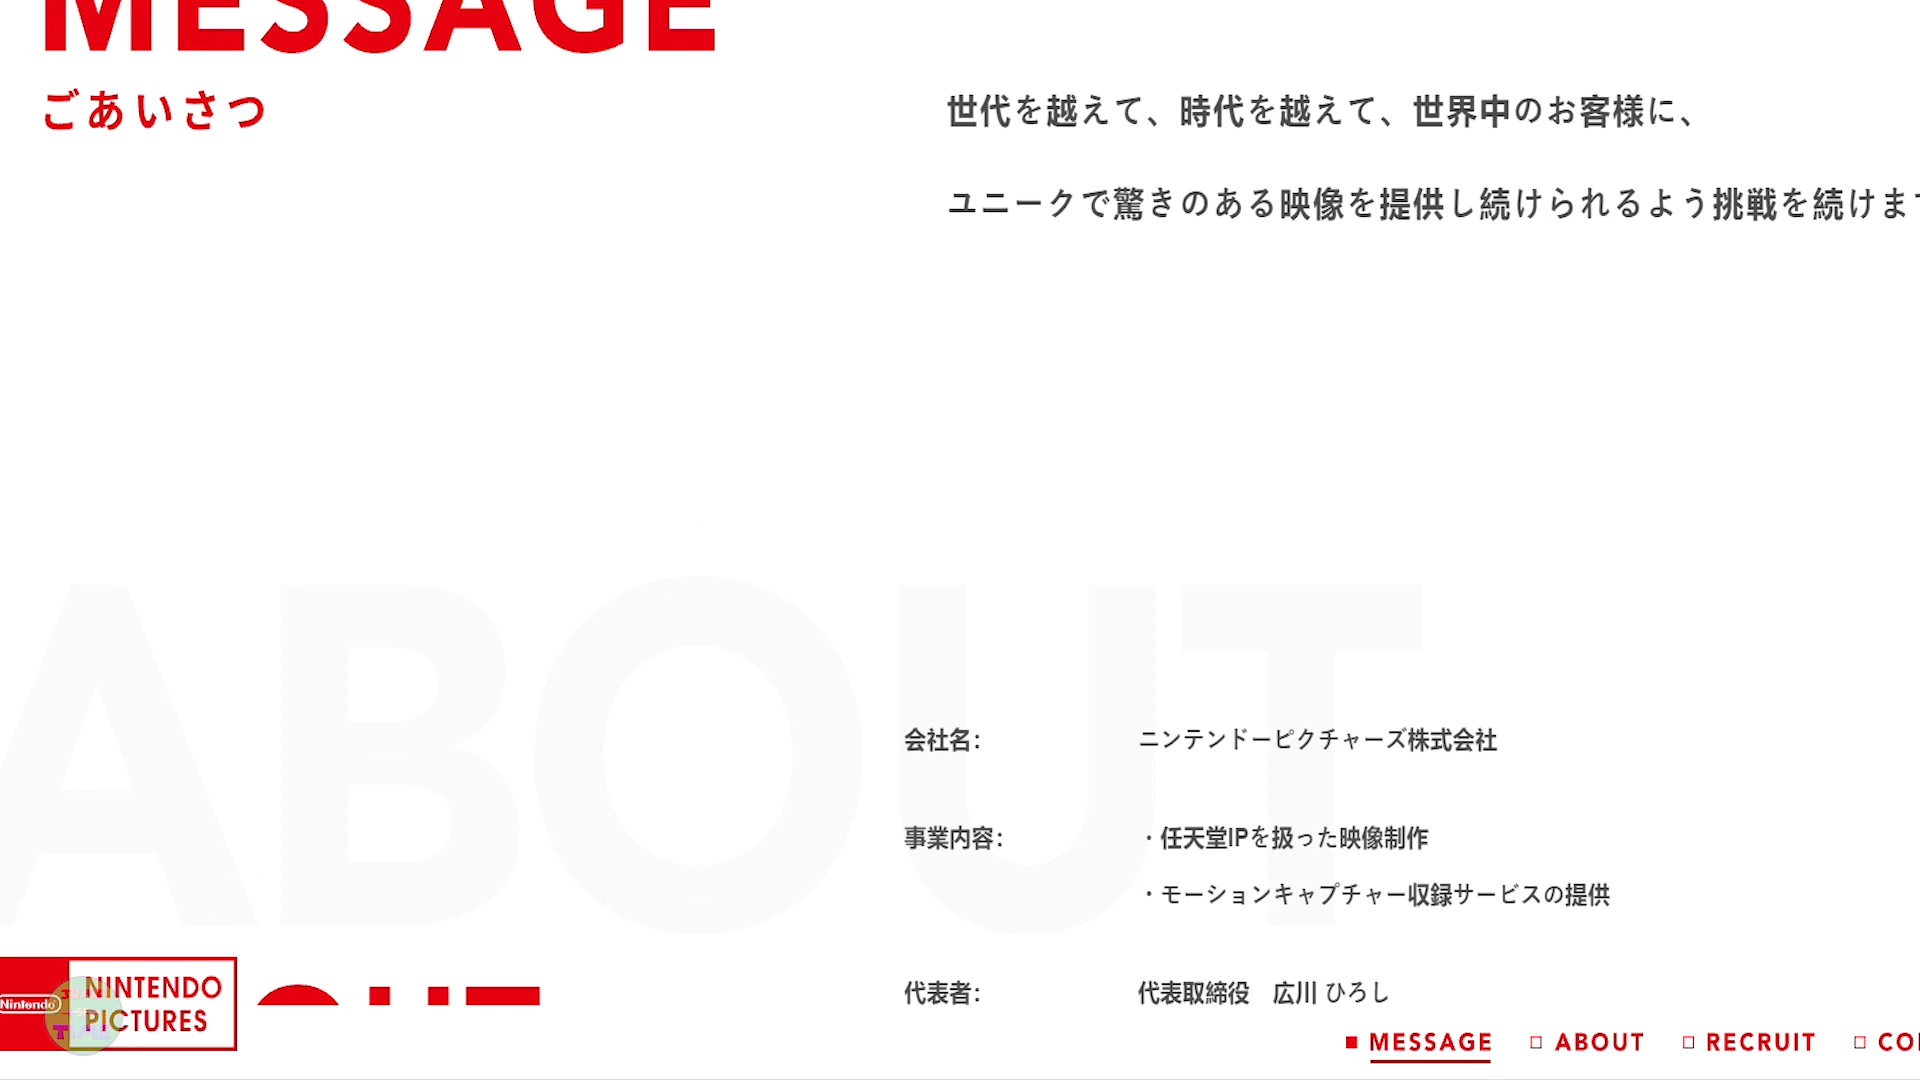 MESSAGE
ごあいさつ
世代を越えて、時代を越えて、世界中のお客様に、
ユニークで驚きのある映像を提供し続けられるよう挑戦を続けます
ABOUT
会社名:
ニンテンドーピクチャーズ株式会社
事業内容:
・任天堂IPを扱った映像制作
・モーションキャプチャー収録サービスの提供
代表者:
代表取締役 広川 ひろし
Nintendo
NINTENDO
PICTURES
MESSAGE
ABOUT
RECRUIT